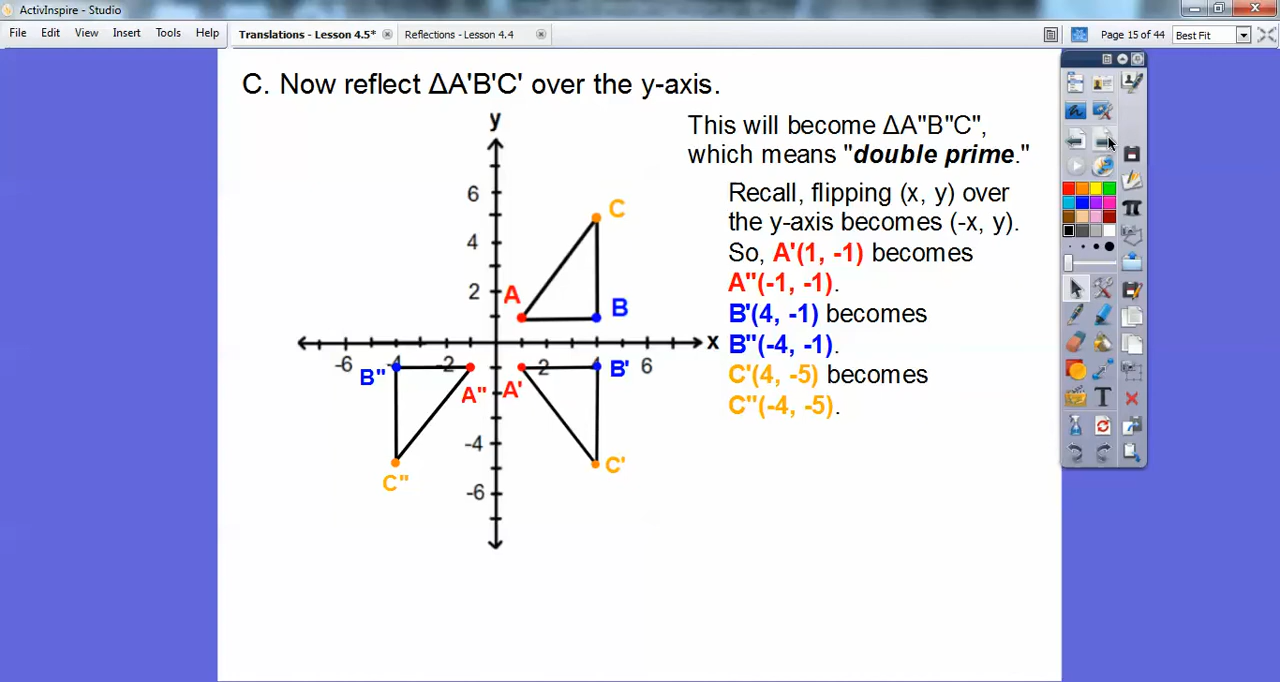 ActivInspire - Studio
File Edit View Insert Tools Help
Translations - Lesson 4.5*
Reflections - Lesson 4.4
Page 15 of 44
Best Fit
C. Now reflect ΔA'B'C' over the y-axis.
This will become ΔA"B"C",
which means "double prime."
Recall, flipping (x, y) over
the y-axis becomes (-x, y).
So, A'(1, -1) becomes
A"(-1, -1).
B'(4, -1) becomes
B"(-4, -1).
C'(4, -5) becomes
C"(-4, -5).
y
6
C
4
2
A
B
x
-6
-4
-2
2
4
6
B"
A"
A'
B'
-4
C"
C'
-6
T